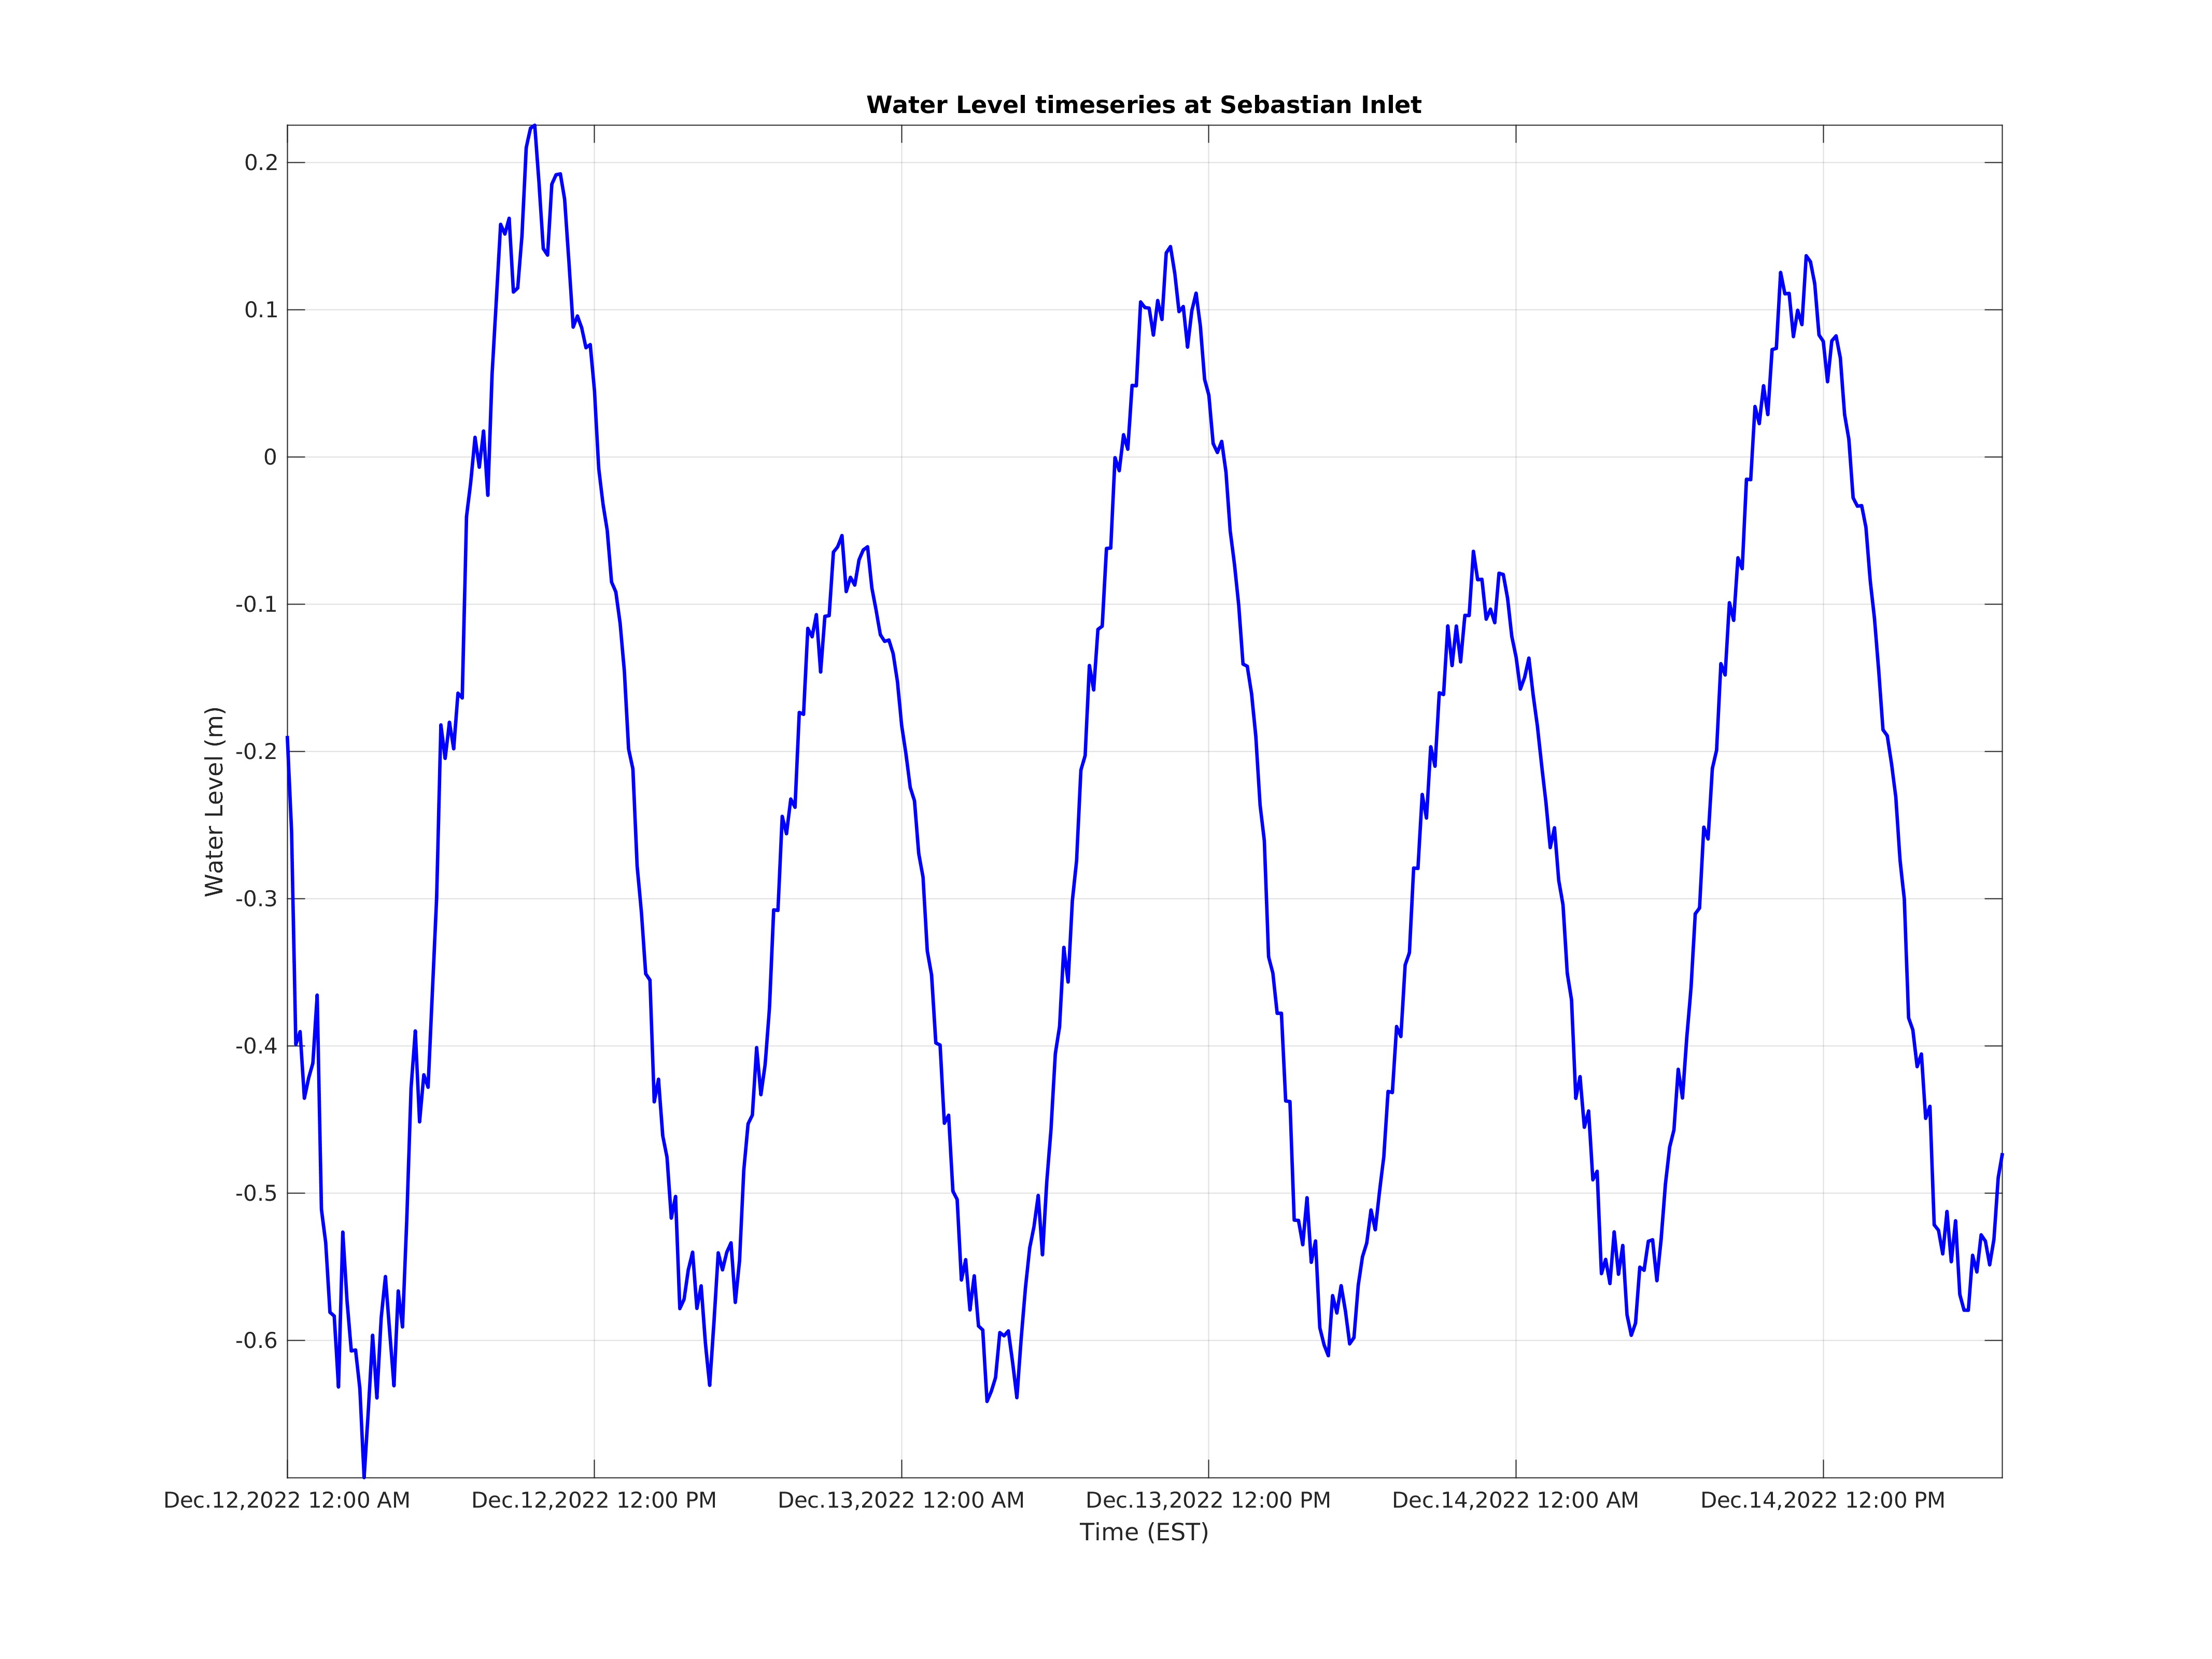 Water Level timeseries at Sebastian Inlet
0.2
0.1
0
-0.1
-0.2
-0.3
-0.4
-0.5
-0.6
Water Level (m)
Dec.12,2022 12:00 AM Dec.12,2022 12:00 PM Dec.13,2022 12:00 AM Dec.13,2022 12:00 PM Dec.14,2022 12:00 AM Dec.14,2022 12:00 PM
Time (EST)